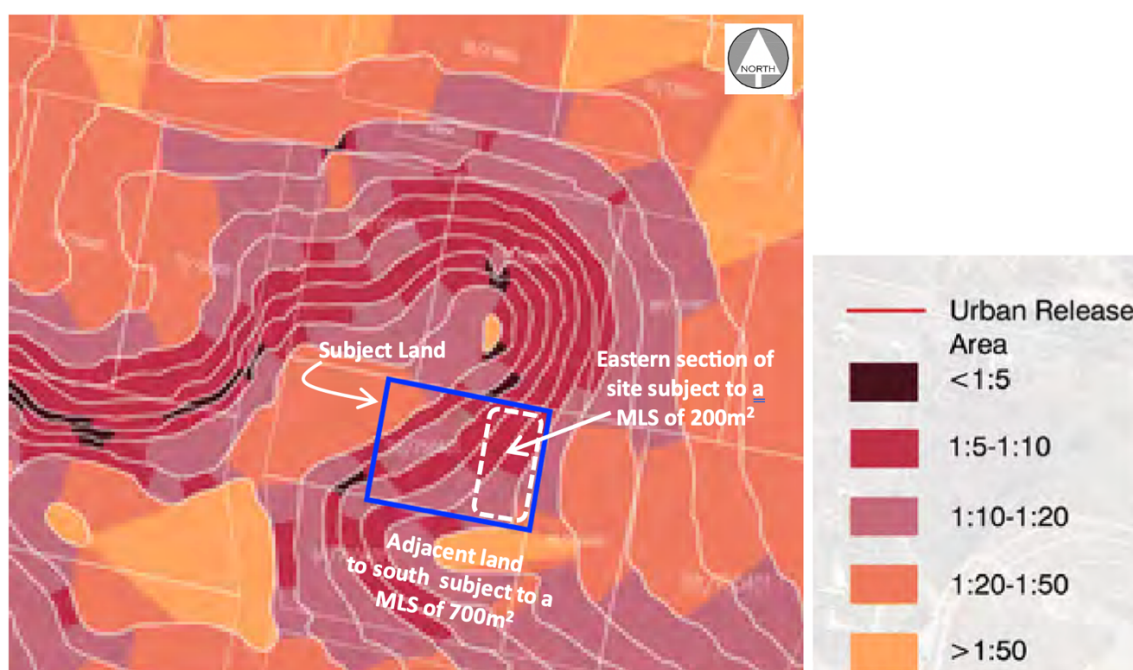 NORTH
Subject Land
Eastern section of
site subject to a
MLS of 200m²
Adjacent land
to south subject to a
MLS of 700m²
Urban Release
Area
<1:5
1:5-1:10
1:10-1:20
1:20-1:50
>1:50